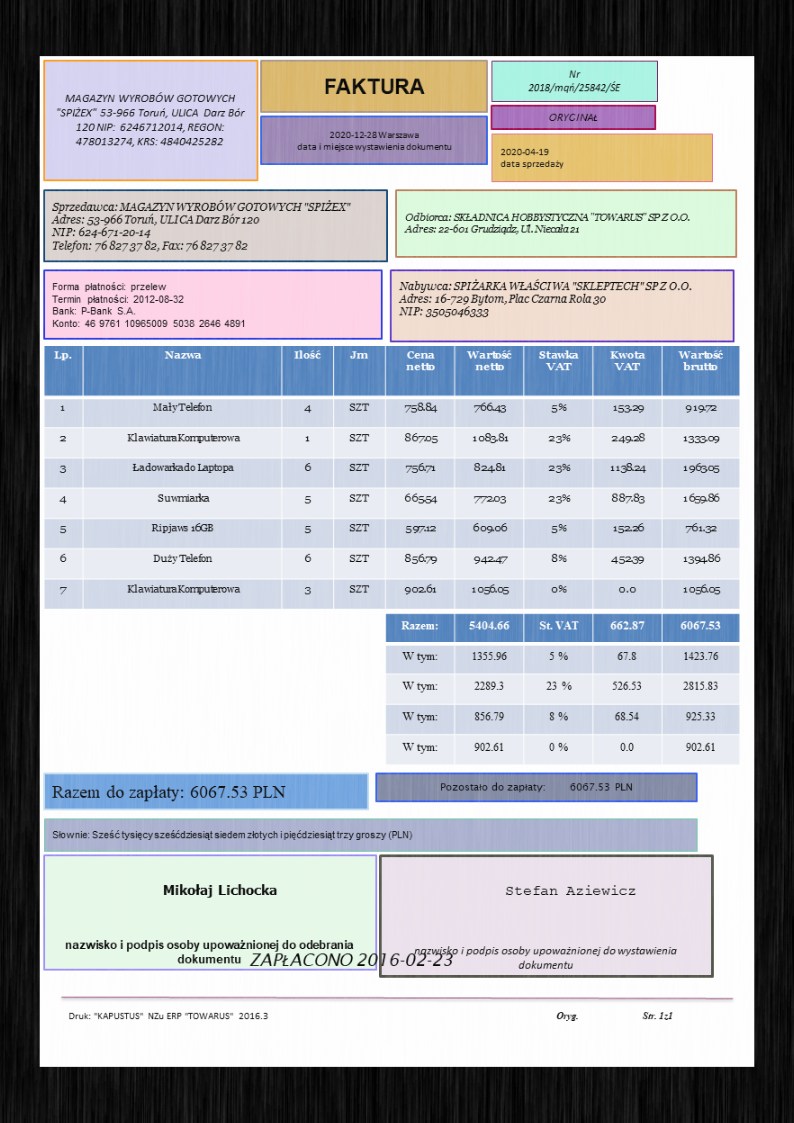 MAGAZYN WYROBÓW GOTOWYCH
"SPIŻEX" 53-966 Toruń, ULICA Darz Bór
120 NIP: 6246712014, REGON:
478013274, KRS: 4840425282
FAKTURA
2020-12-28 Warszawa
data i miejsce wystawienia dokumentu
Nr
2018/mąń/25842/ŚE
ORYGINAŁ
2020-04-19
data sprzedaży
Sprzedawca: MAGAZYN WYROBÓW GOTOWYCH "SPIŻEX"
Adres: 53-966 Toruń, ULICA Darz Bór 120
NIP: 624-671-20-14
Telefon: 76 827 37 82, Fax: 76 827 37 82
Odbiorca: SKŁADNICA HOBBYSTYCZNA "TOWARUS" SP Z O.O.
Adres: 22-601 Grudziądz, Ul. Niecała 21
Forma płatności: przelew
Termin płatności: 2012-08-32
Bank: P-Bank S.A.
Konto: 46 9761 10965009 5038 2646 4891
Nabywca: SPIŻARKA WŁAŚCIWA "SKLEPTECH" SP Z O.O.
Adres: 16-729 Bytom, Plac Czarna Rola 30
NIP: 3505046333
Lp. Nazwa Ilość Jm Cena netto Wartość netto Stawka VAT Kwota VAT Wartość brutto
1 Mały Telefon 4 SZT 758.84 766.43 5% 153.29 919.72
2 Klawiatura Komputerowa 1 SZT 867.05 1083.81 23% 249.28 1333.09
3 Ładowarka do Laptopa 6 SZT 756.71 824.81 23% 1138.24 1963.05
4 Suwmiarka 5 SZT 665.54 772.03 23% 887.83 1659.86
5 Ripjaws 16GB 5 SZT 597.12 609.06 5% 152.26 761.32
6 Duży Telefon 6 SZT 856.79 942.47 8% 452.39 1394.86
7 Klawiatura Komputerowa 3 SZT 902.61 1056.05 0% 0.0 1056.05
Razem: 5404.66 St. VAT 662.87 6067.53
W tym: 1355.96 5 % 67.8 1423.76
W tym: 2289.3 23 % 526.53 2815.83
W tym: 856.79 8 % 68.54 925.33
W tym: 902.61 0 % 0.0 902.61
Razem do zapłaty: 6067.53 PLN
Pozostało do zapłaty: 6067.53 PLN
Słownie: Sześć tysięcy sześćdziesiąt siedem złotych i pięćdziesiąt trzy groszy (PLN)
Mikołaj Lichocka
nazwisko i podpis osoby upoważnionej do odebrania
dokumentu
Stefan Aziewicz
nazwisko i podpis osoby upoważnionej do wystawienia
dokumentu
ZAPŁACONO 2016-02-23
Druk: "KAPUSTUS" NZu ERP "TOWARUS" 2016.3
Oryg.
Str. 1z1